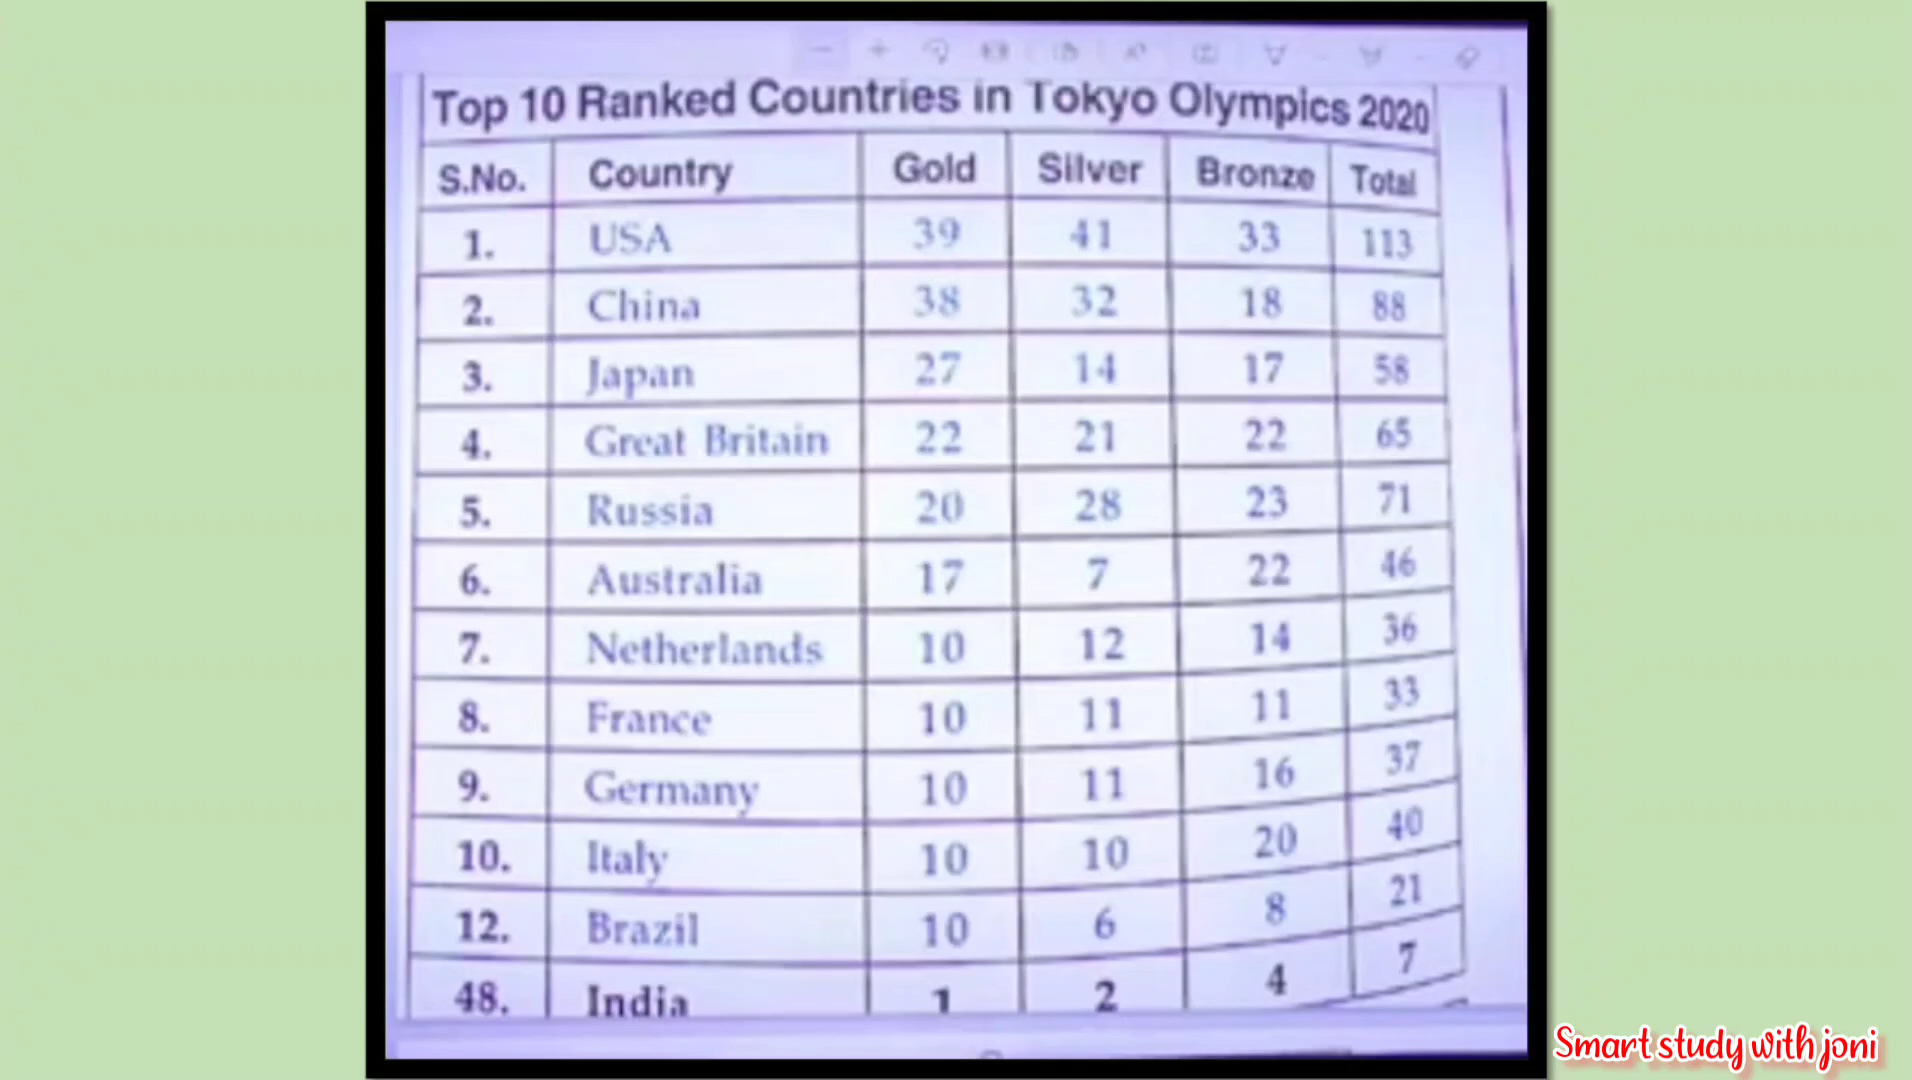 Top 10 Ranked Countries in Tokyo Olympics 2020
S.No. Country Gold Silver Bronze Total
1. USA 39 41 33 113
2. China 38 32 18 88
3. Japan 27 14 17 58
4. Great Britain 22 21 22 65
5. Russia 20 28 23 71
6. Australia 17 7 22 46
7. Netherlands 10 12 14 36
8. France 10 11 11 33
9. Germany 10 11 16 37
10. Italy 10 10 20 40
12. Brazil 10 6 8 21
48. India 1 2 4 7
Smart study with joni